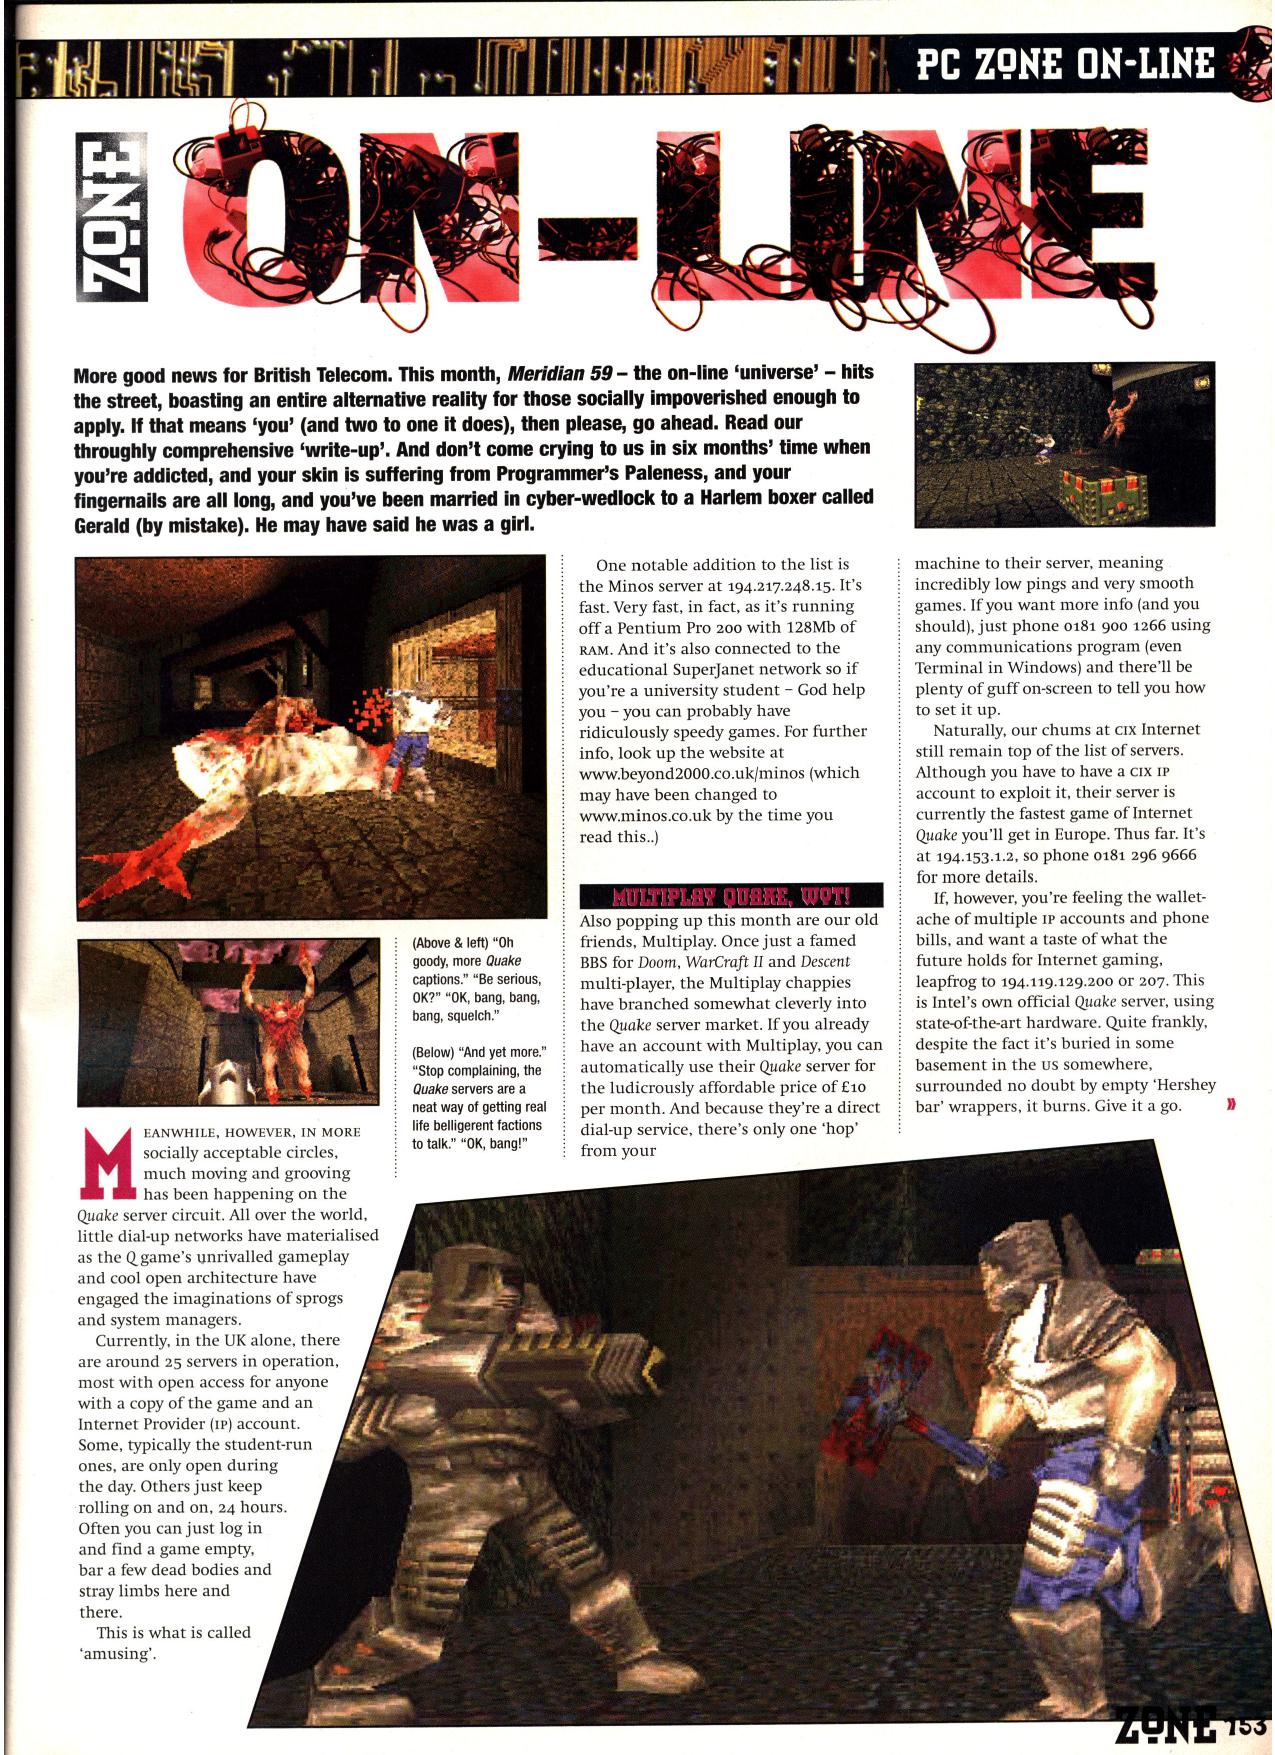 PC ZONE ON-LINE
ZONE
ON-LINE
More good news for British Telecom. This month, Meridian 59 – the on-line ‘universe’ – hits
the street, boasting an entire alternative reality for those socially impoverished enough to
apply. If that means ‘you’ (and two to one it does), then please, go ahead. Read our
throughly comprehensive ‘write-up’. And don’t come crying to us in six months’ time when
you’re addicted, and your skin is suffering from Programmer’s Paleness, and your
fingernails are all long, and you’ve been married in cyber-wedlock to a Harlem boxer called
Gerald (by mistake). He may have said he was a girl.
(Above & left) “Oh
goody, more Quake
captions.” “Be serious,
OK?” “OK, bang, bang,
bang, squelch.”
(Below) “And yet more.”
“Stop complaining, the
Quake servers are a
neat way of getting real
life belligerent factions
to talk.” “OK, bang!”
MEANWHILE, HOWEVER, IN MORE
socially acceptable circles,
much moving and grooving
has been happening on the
Quake server circuit. All over the world,
little dial-up networks have materialised
as the Q game’s unrivalled gameplay
and cool open architecture have
engaged the imaginations of sprogs
and system managers.
Currently, in the UK alone, there
are around 25 servers in operation,
most with open access for anyone
with a copy of the game and an
Internet Provider (IP) account.
Some, typically the student-run
ones, are only open during
the day. Others just keep
rolling on and on, 24 hours.
Often you can just log in
and find a game empty,
bar a few dead bodies and
stray limbs here and
there.
This is what is called
‘amusing’.
One notable addition to the list is
the Minos server at 194.217.248.15. It’s
fast. Very fast, in fact, as it’s running
off a Pentium Pro 200 with 128Mb of
RAM. And it’s also connected to the
educational SuperJanet network so if
you’re a university student – God help
you – you can probably have
ridiculously speedy games. For further
info, look up the website at
www.beyond2000.co.uk/minos (which
may have been changed to
www.minos.co.uk by the time you
read this..)
MULTIPLAY QUAKE, WOT!
Also popping up this month are our old
friends, Multiplay. Once just a famed
BBS for Doom, WarCraft II and Descent
multi-player, the Multiplay chappies
have branched somewhat cleverly into
the Quake server market. If you already
have an account with Multiplay, you can
automatically use their Quake server for
the ludicrously affordable price of £10
per month. And because they’re a direct
dial-up service, there’s only one ‘hop’
from your
machine to their server, meaning
incredibly low pings and very smooth
games. If you want more info (and you
should), just phone 0181 900 1266 using
any communications program (even
Terminal in Windows) and there’ll be
plenty of guff on-screen to tell you how
to set it up.
Naturally, our chums at CIX Internet
still remain top of the list of servers.
Although you have to have a CIX IP
account to exploit it, their server is
currently the fastest game of Internet
Quake you’ll get in Europe. Thus far. It’s
at 194.153.1.2, so phone 0181 296 9666
for more details.
If, however, you’re feeling the wallet-
ache of multiple IP accounts and phone
bills, and want a taste of what the
future holds for Internet gaming,
leapfrog to 194.119.129.200 or 207. This
is Intel’s own official Quake server, using
state-of-the-art hardware. Quite frankly,
despite the fact it’s buried in some
basement in the US somewhere,
surrounded no doubt by empty ‘Hershey
bar’ wrappers, it burns. Give it a go. »
ZONE 153